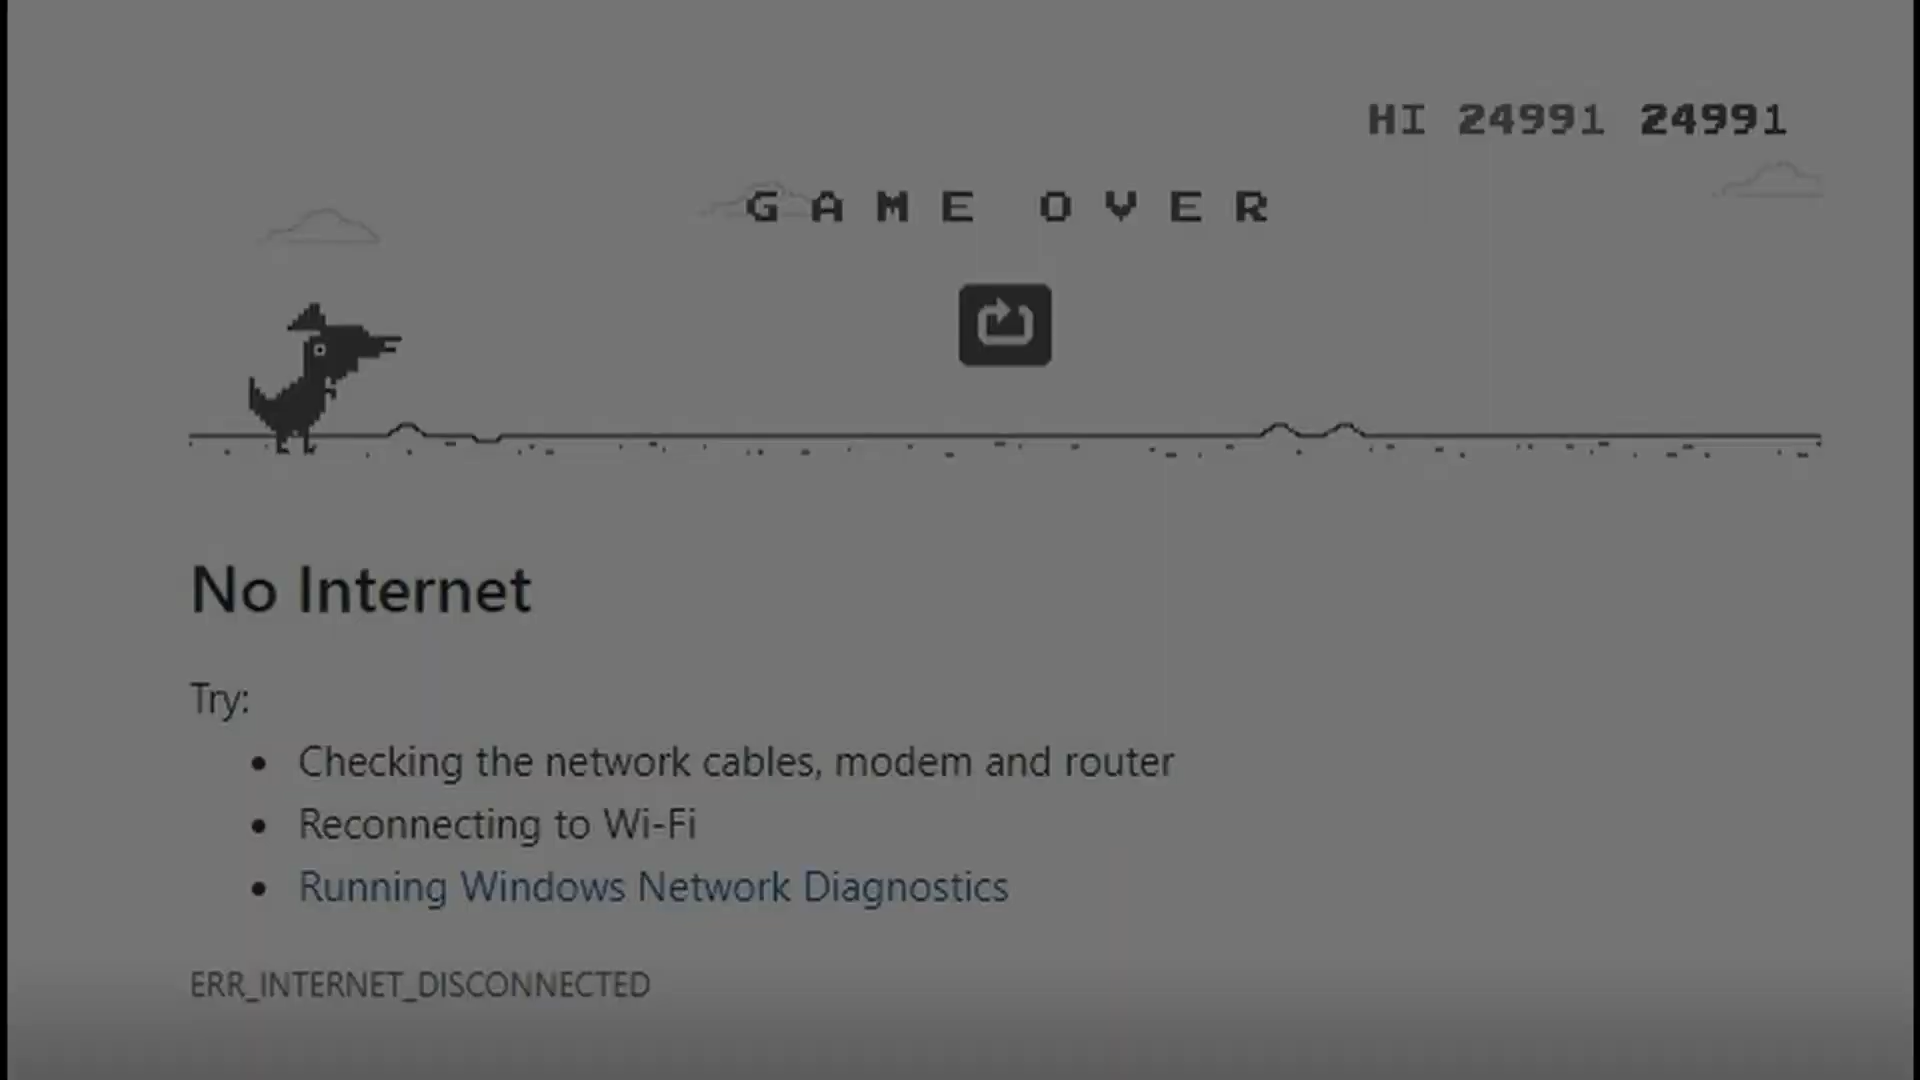 HI 24991 24991
GAME OVER
No Internet
Try:
• Checking the network cables, modem and router
• Reconnecting to Wi-Fi
• Running Windows Network Diagnostics
ERR_INTERNET_DISCONNECTED